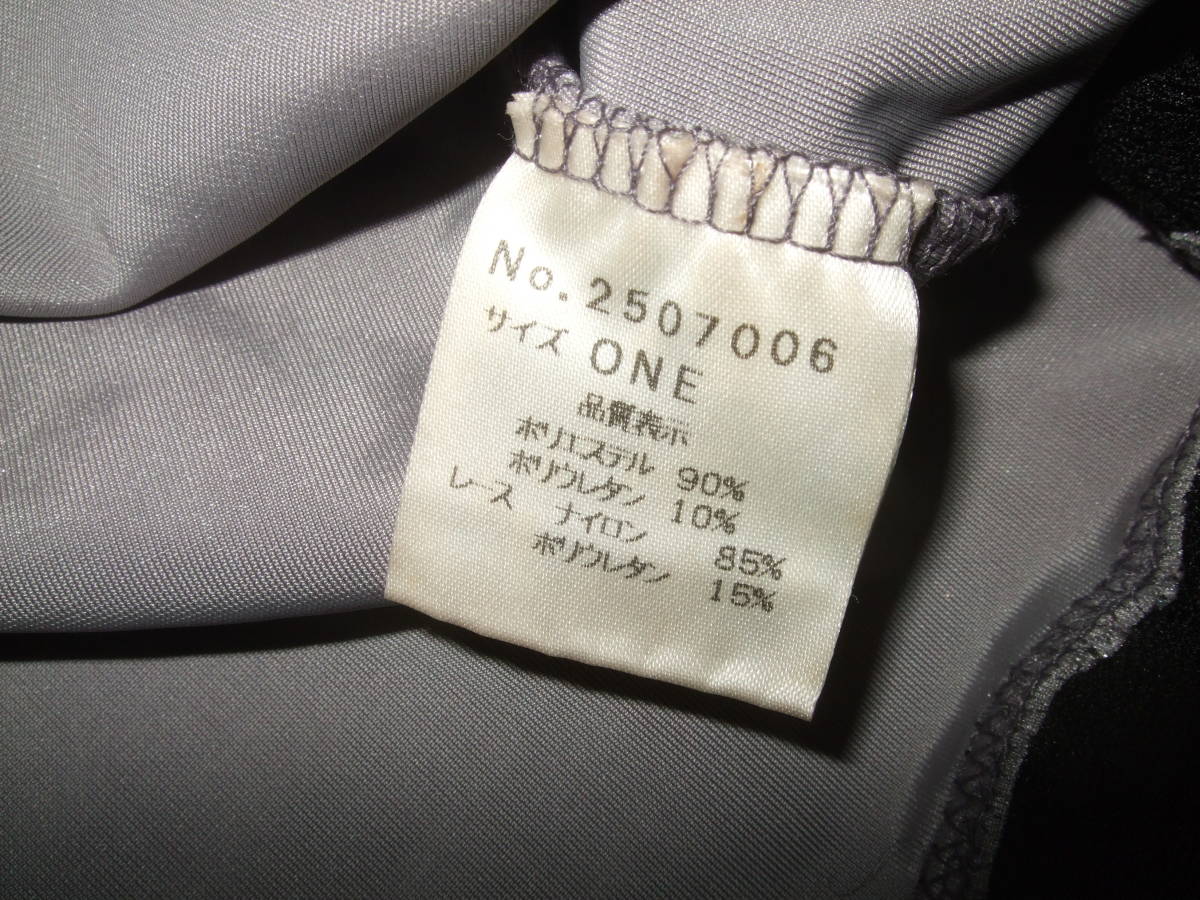 No.2507006
サイズ ONE
品質表示
ポリエステル 90%
ポリウレタン 10%
レース ナイロン 85%
ポリウレタン 15%